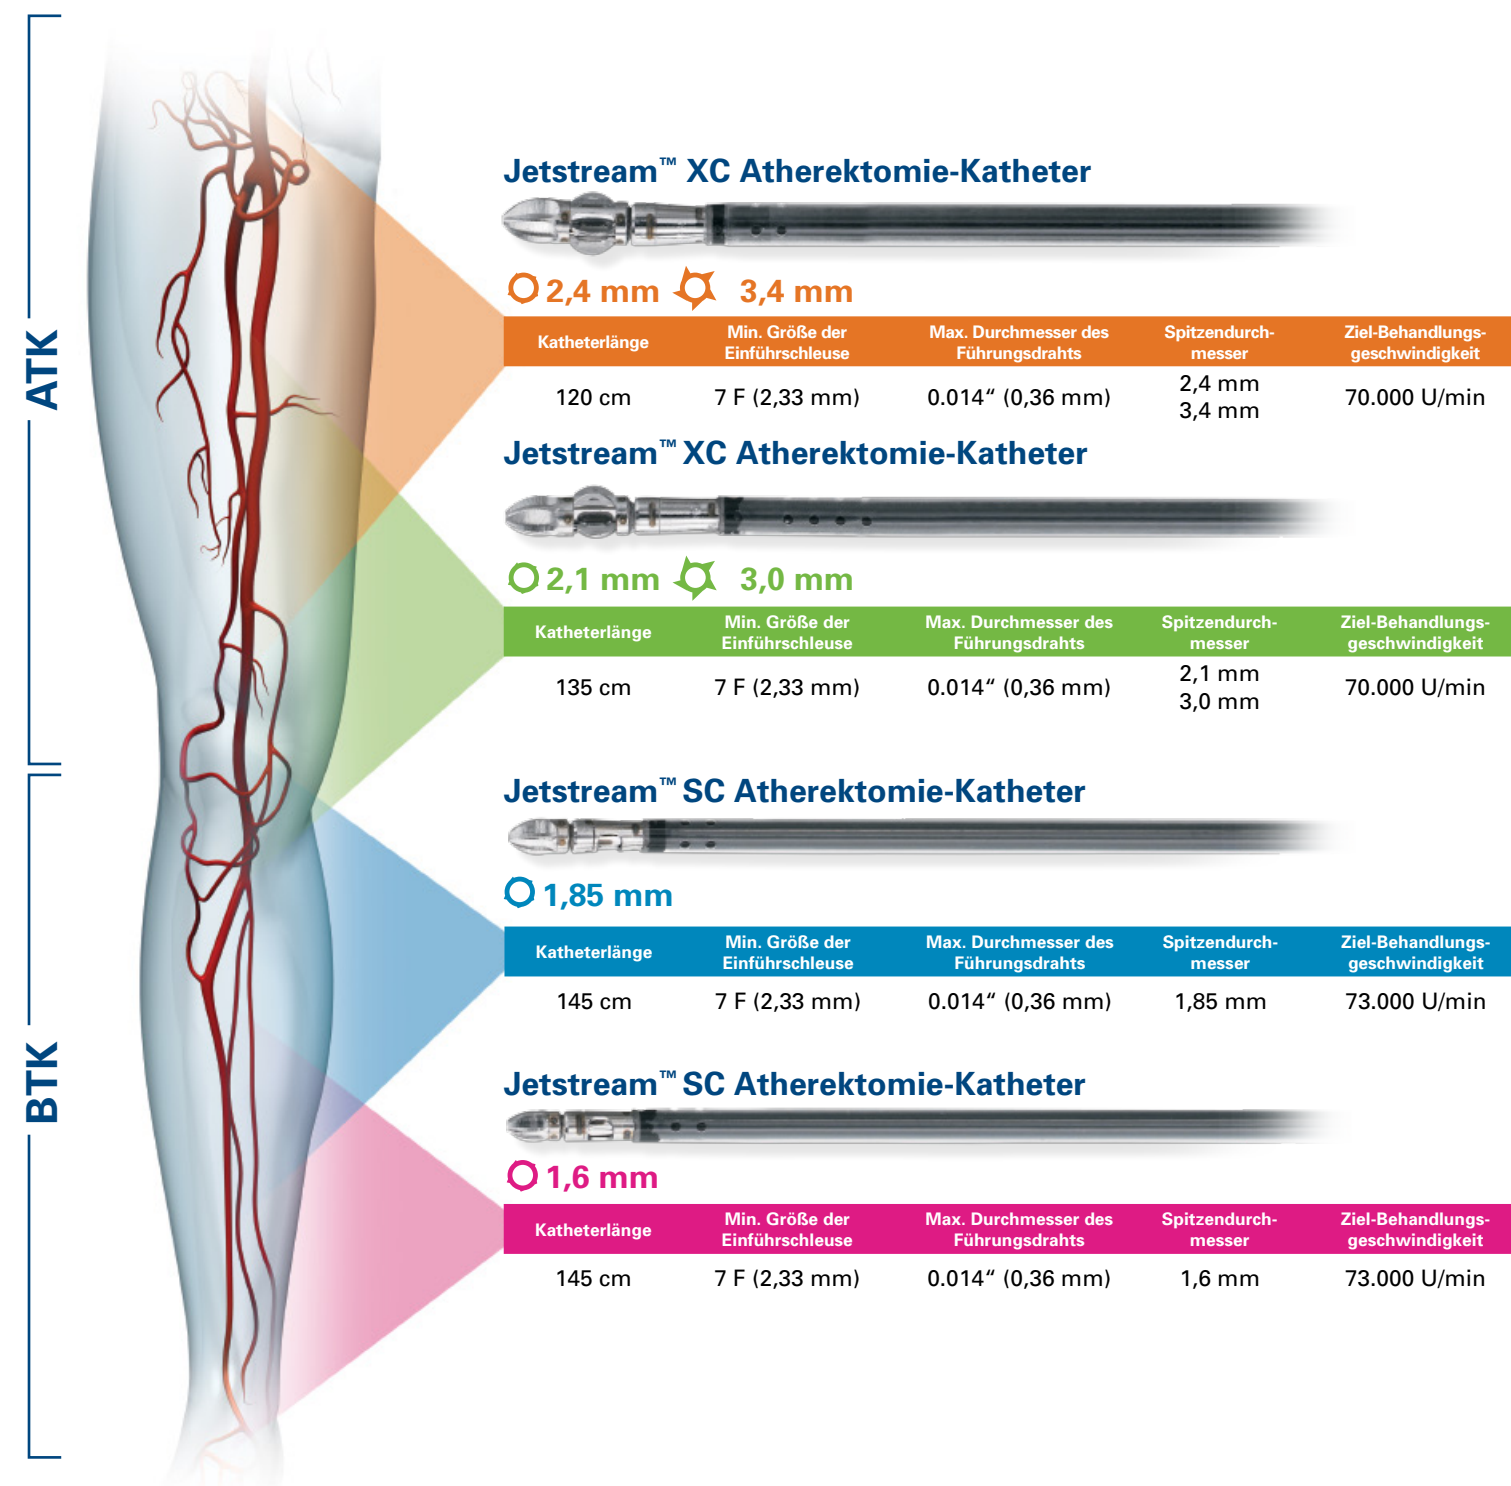 ATK
BTK
Jetstream™ XC Atherektomie-Katheter
2,4 mm 3,4 mm
Katheterlänge
Min. Größe der
Einführschleuse
Max. Durchmesser des
Führungsdrahts
Spitzendurch-
messer
Ziel-Behandlungs-
geschwindigkeit
120 cm
7 F (2,33 mm)
0.014“ (0,36 mm)
2,4 mm
3,4 mm
70.000 U/min
Jetstream™ XC Atherektomie-Katheter
2,1 mm 3,0 mm
Katheterlänge
Min. Größe der
Einführschleuse
Max. Durchmesser des
Führungsdrahts
Spitzendurch-
messer
Ziel-Behandlungs-
geschwindigkeit
135 cm
7 F (2,33 mm)
0.014“ (0,36 mm)
2,1 mm
3,0 mm
70.000 U/min
Jetstream™ SC Atherektomie-Katheter
1,85 mm
Katheterlänge
Min. Größe der
Einführschleuse
Max. Durchmesser des
Führungsdrahts
Spitzendurch-
messer
Ziel-Behandlungs-
geschwindigkeit
145 cm
7 F (2,33 mm)
0.014“ (0,36 mm)
1,85 mm
73.000 U/min
Jetstream™ SC Atherektomie-Katheter
1,6 mm
Katheterlänge
Min. Größe der
Einführschleuse
Max. Durchmesser des
Führungsdrahts
Spitzendurch-
messer
Ziel-Behandlungs-
geschwindigkeit
145 cm
7 F (2,33 mm)
0.014“ (0,36 mm)
1,6 mm
73.000 U/min